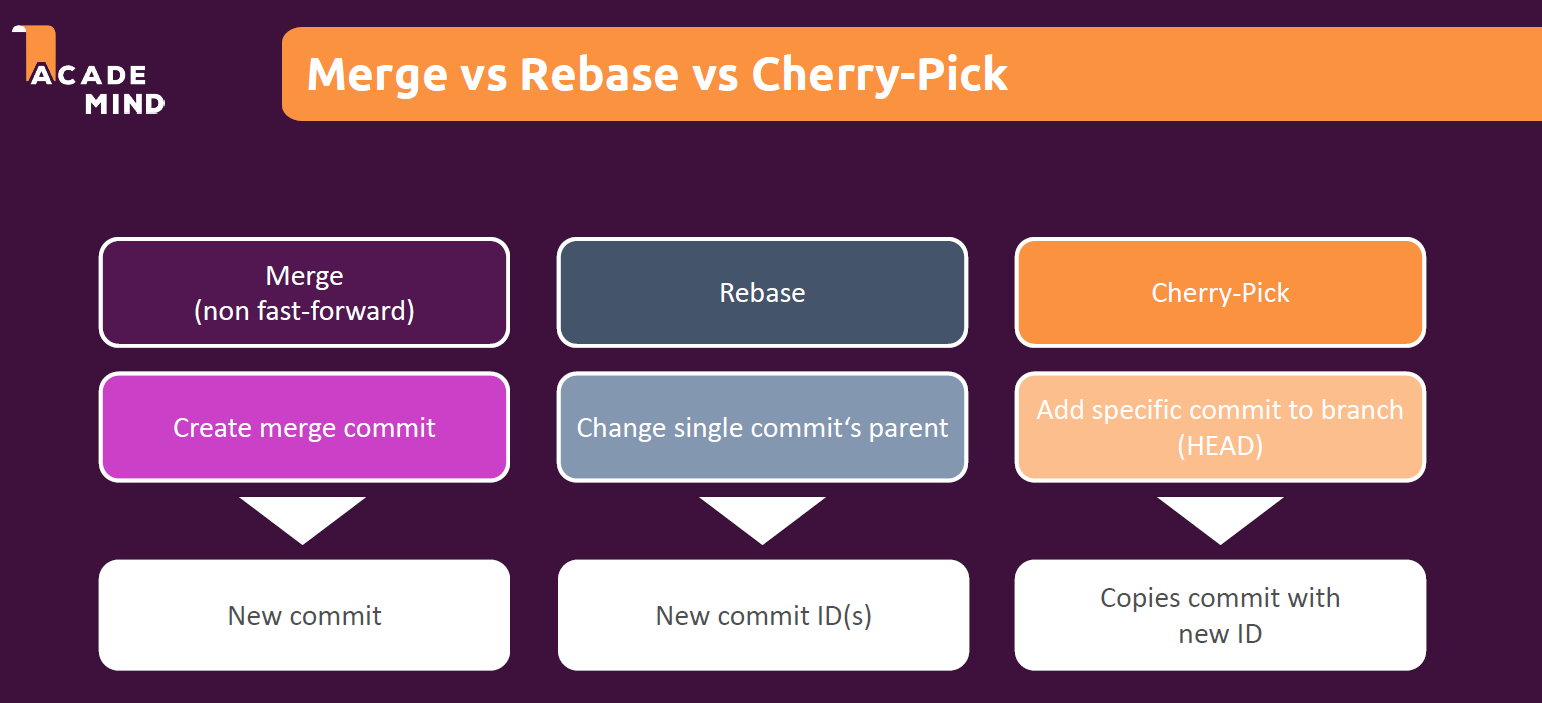 ACADE
MIND
Merge vs Rebase vs Cherry-Pick
Merge
(non fast-forward)
Rebase
Cherry-Pick
Create merge commit
Change single commit‘s parent
Add specific commit to branch
(HEAD)
New commit
New commit ID(s)
Copies commit with
new ID